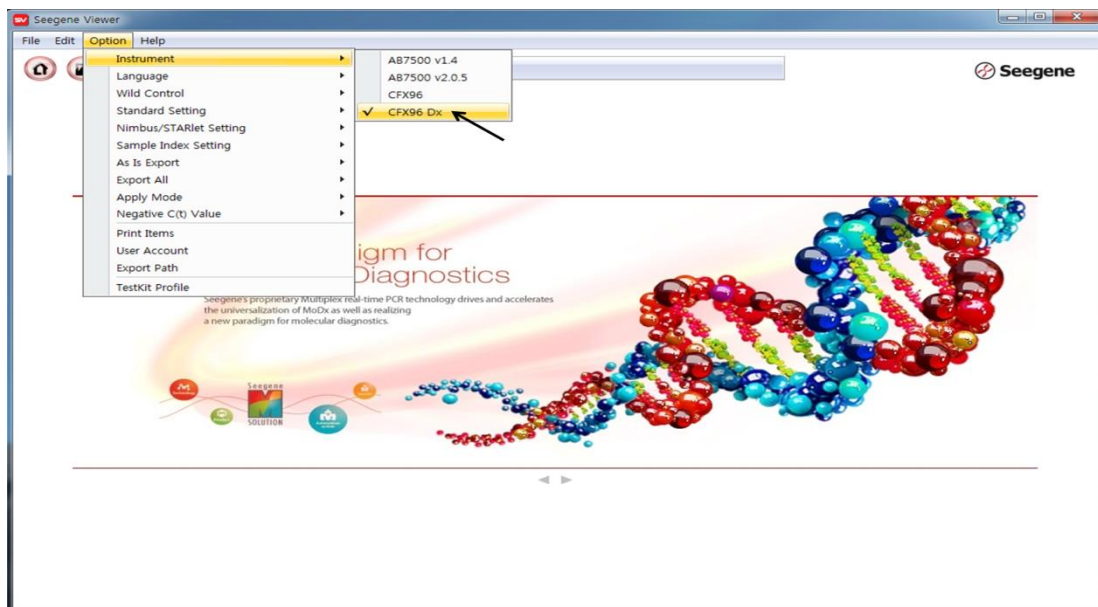 SV Seegene Viewer
File Edit Option Help
Seegene
Instrument
Language
Wild Control
Standard Setting
Nimbus/STARlet Setting
Sample Index Setting
As Is Export
Export All
Apply Mode
Negative C(t) Value
Print Items
User Account
Export Path
TestKit Profile
AB7500 v1.4
AB7500 v2.0.5
CFX96
✓ CFX96 Dx
igm for
Diagnostics
Seegene's proprietary Multiplex real-time PCR technology drives and accelerates
the universalization of MoDx as well as realizing
a new paradigm for molecular diagnostics.
Seegene
M
SOLUTION